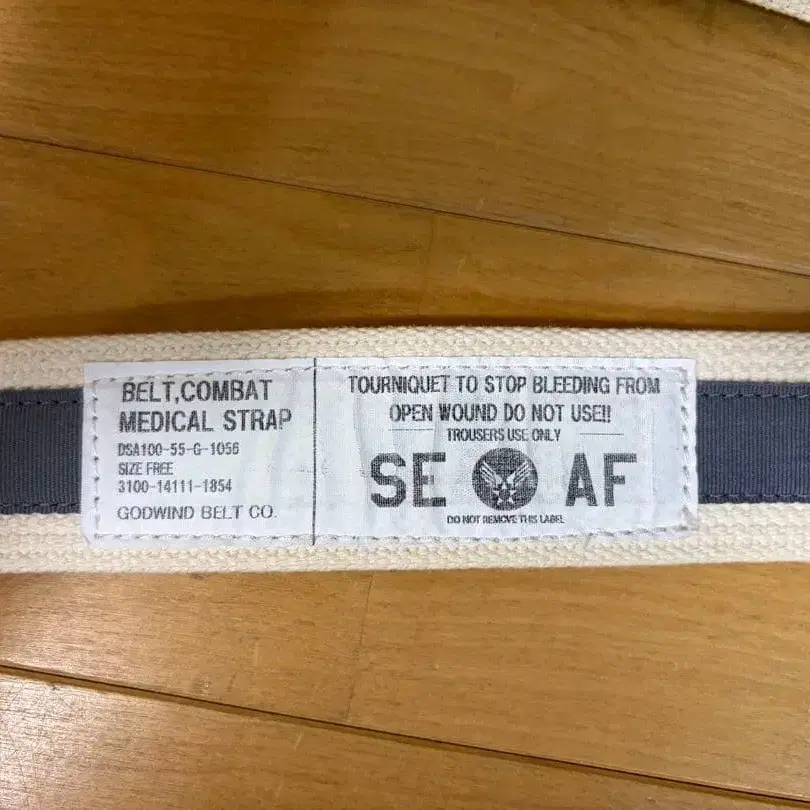 BELT,COMBAT
MEDICAL STRAP
DSA100-55-G-1056
SIZE FREE
3100-14111-1854
GODWIND BELT CO.
TOURNIQUET TO STOP BLEEDING FROM
OPEN WOUND DO NOT USE!!
TROUSERS USE ONLY
SE AF
DO NOT REMOVE THIS LABEL